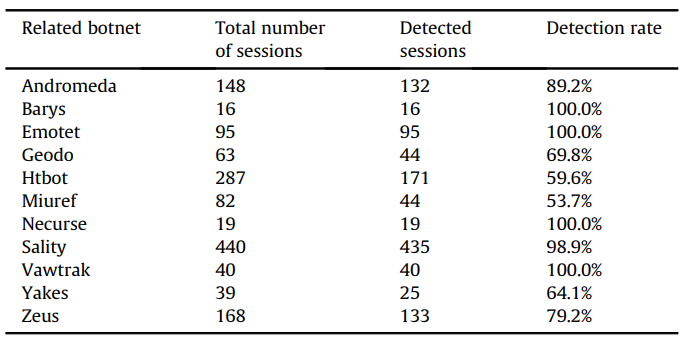 Related botnet Total number of sessions Detected sessions Detection rate
Andromeda 148 132 89.2%
Barys 16 16 100.0%
Emotet 95 95 100.0%
Geodo 63 44 69.8%
Htbot 287 171 59.6%
Miuref 82 44 53.7%
Necurse 19 19 100.0%
Sality 440 435 98.9%
Vawtrak 40 40 100.0%
Yakes 39 25 64.1%
Zeus 168 133 79.2%